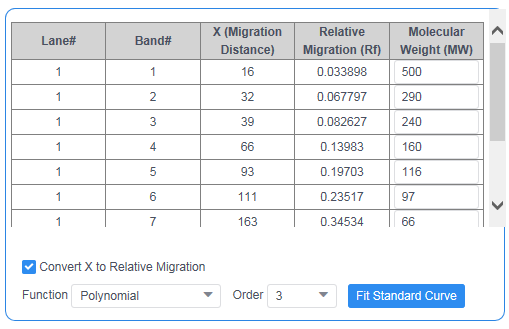 Lane# Band# X (Migration Distance) Relative Migration (Rf) Molecular Weight (MW)
1 1 16 0.033898 500
1 2 32 0.067797 290
1 3 39 0.082627 240
1 4 66 0.13983 160
1 5 93 0.19703 116
1 6 111 0.23517 97
1 7 163 0.34534 66
Convert X to Relative Migration
Function Polynomial Order 3 Fit Standard Curve